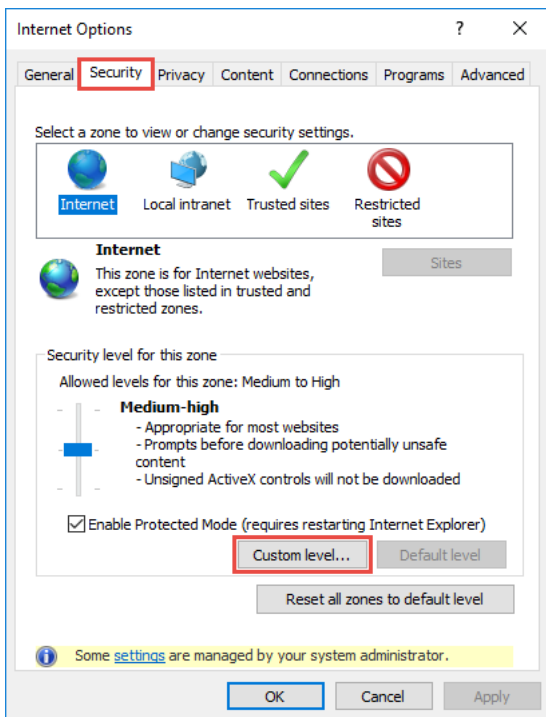 Internet Options ? ×
General Security Privacy Content Connections Programs Advanced
Select a zone to view or change security settings.
Internet Local intranet Trusted sites Restricted
sites
Internet
Sites
This zone is for Internet websites,
except those listed in trusted and
restricted zones.
Security level for this zone
Allowed levels for this zone: Medium to High
Medium-high
- Appropriate for most websites
- Prompts before downloading potentially unsafe
content
- Unsigned ActiveX controls will not be downloaded
Enable Protected Mode (requires restarting Internet Explorer)
Custom level... Default level
Reset all zones to default level
Some settings are managed by your system administrator.
OK Cancel Apply